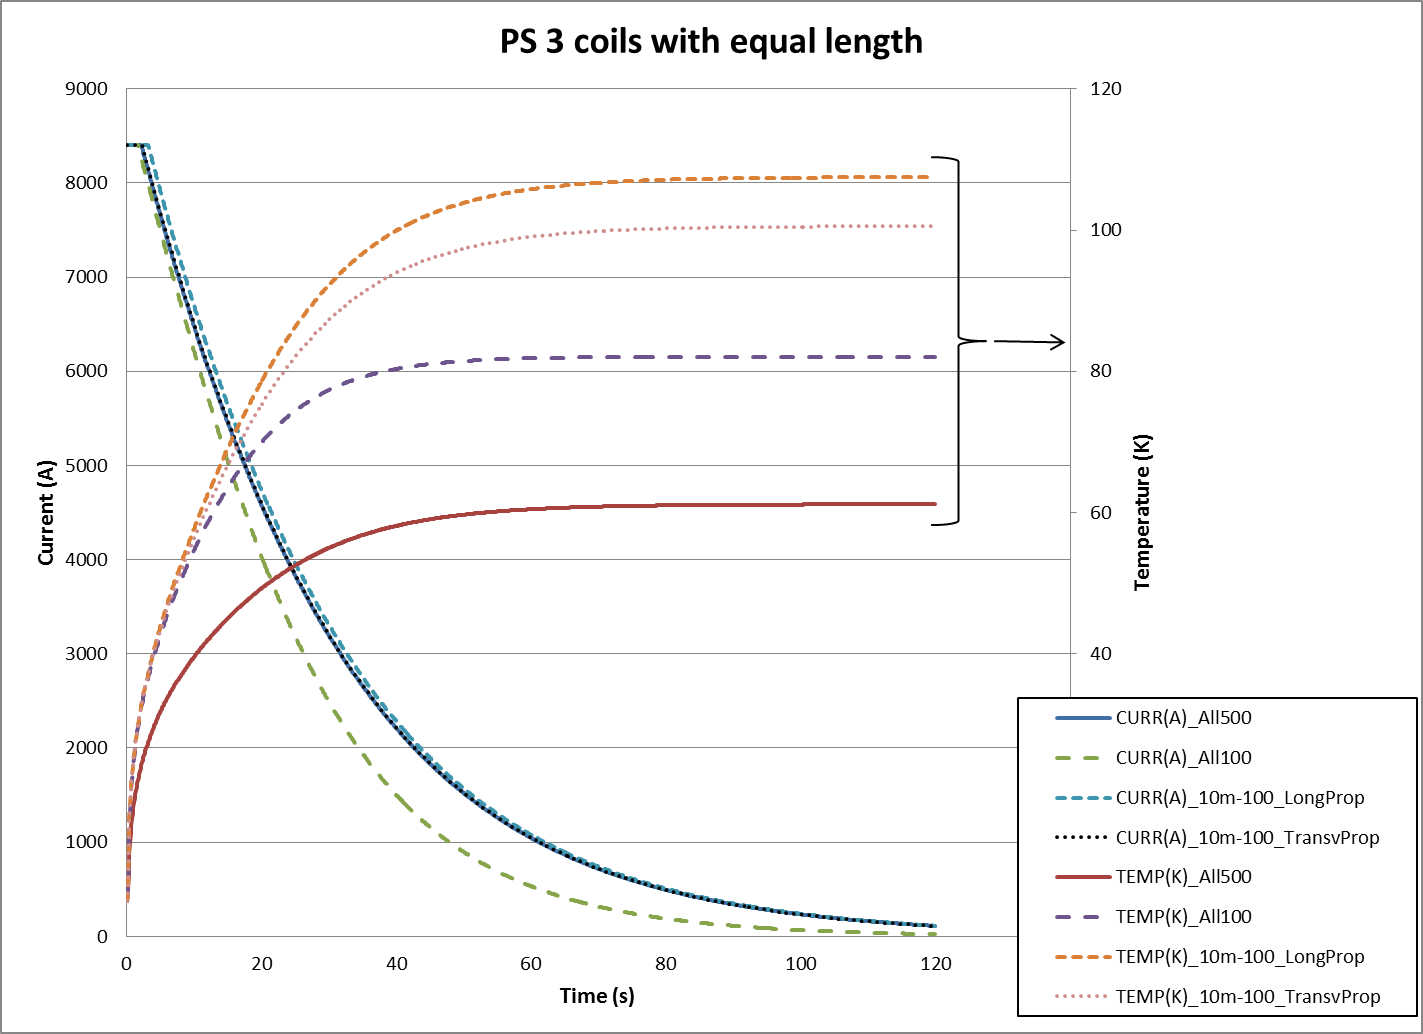 PS 3 coils with equal length
9000
8000
7000
6000
5000
4000
3000
2000
1000
0
Current (A)
0
20
40
60
80
100
120
Time (s)
120
100
80
60
40
Temperature (K)
CURR(A)_All500
CURR(A)_All100
CURR(A)_10m-100_LongProp
CURR(A)_10m-100_TransvProp
TEMP(K)_All500
TEMP(K)_All100
TEMP(K)_10m-100_LongProp
TEMP(K)_10m-100_TransvProp